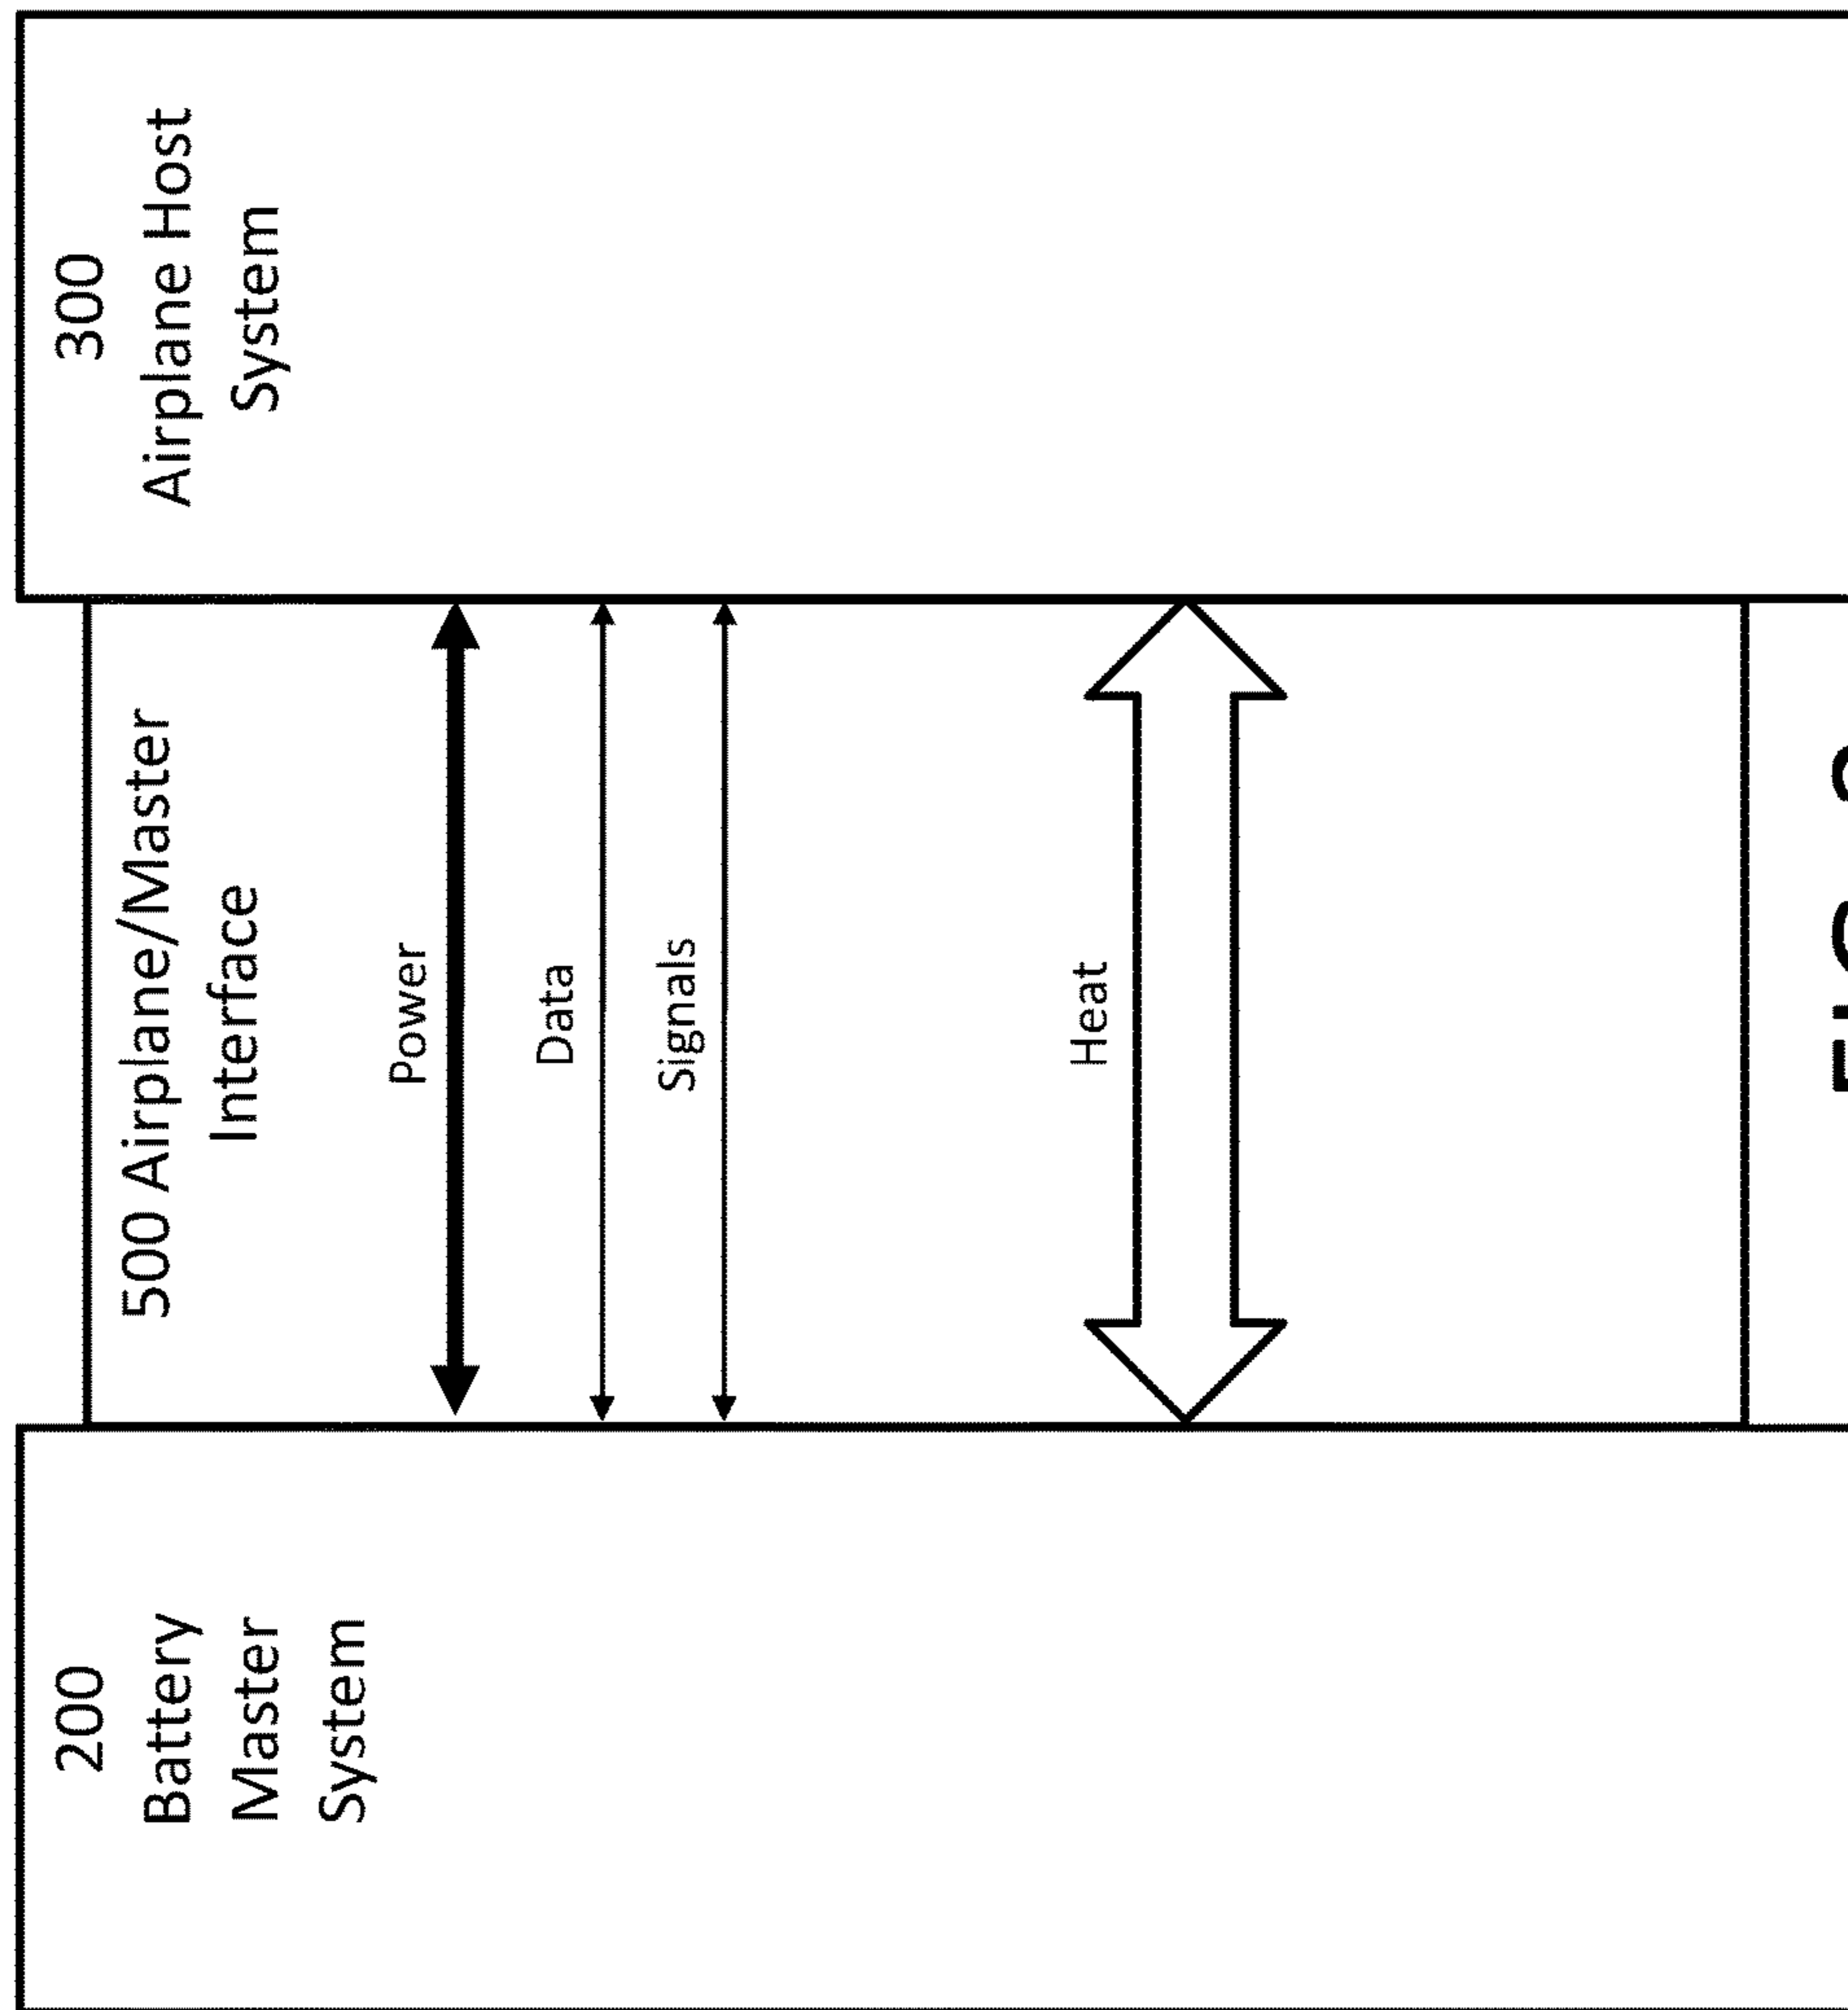 200
Battery
Master
System
500 Airplane/Master
Interface
Power
Data
Signals
Heat
300
Airplane Host
System